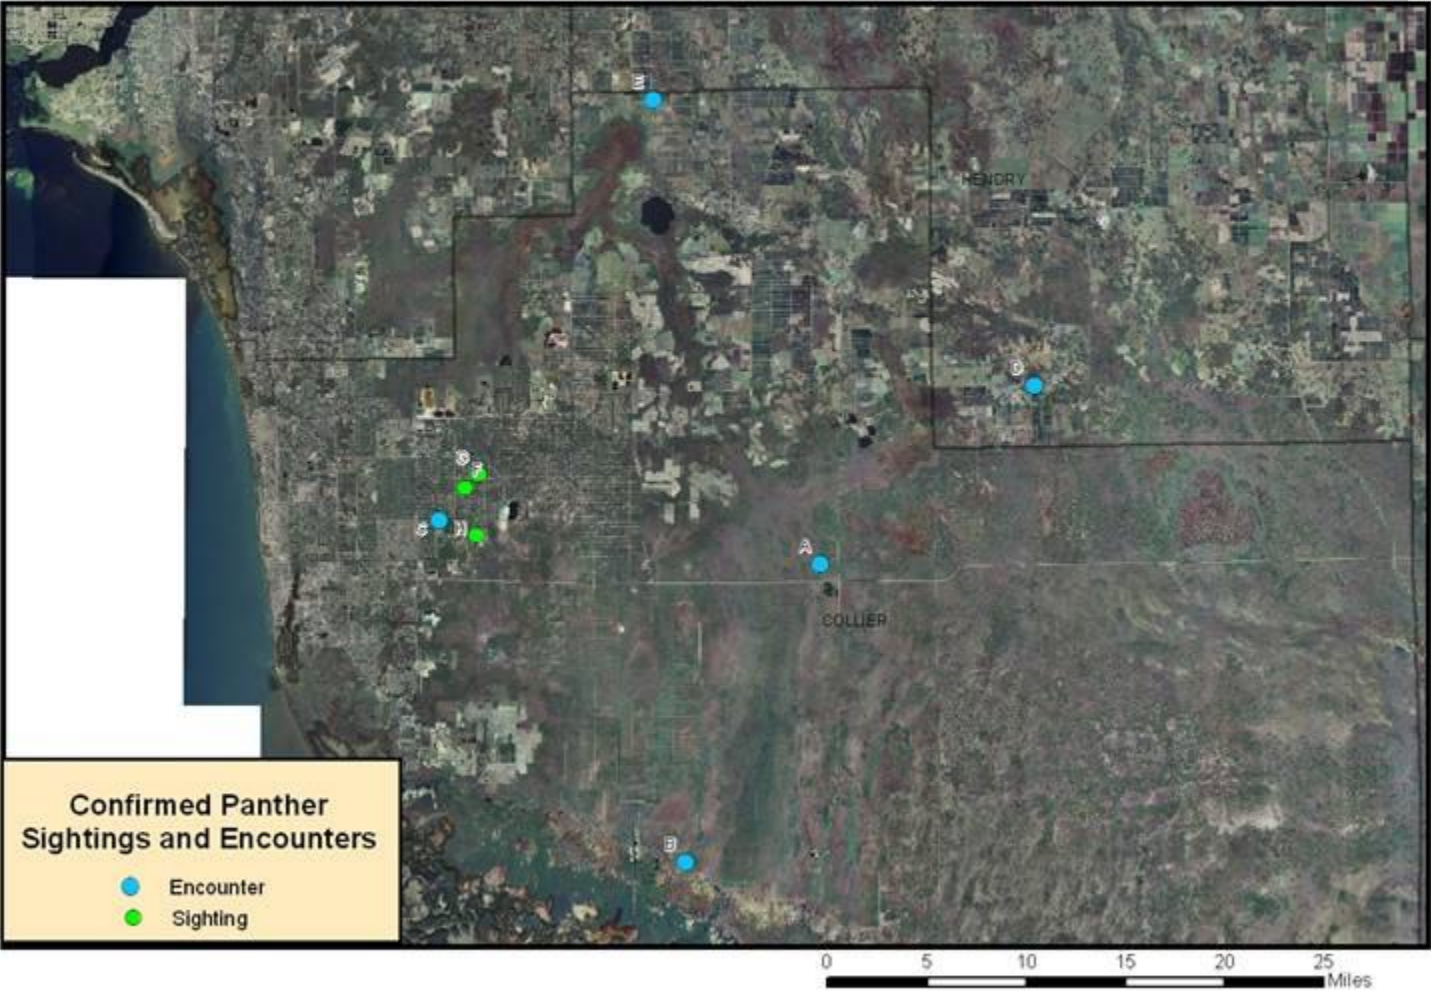 E
HENDRY
A
COLLIER
B
Confirmed Panther
Sightings and Encounters
Encounter
Sighting
0 5 10 15 20 25
Miles